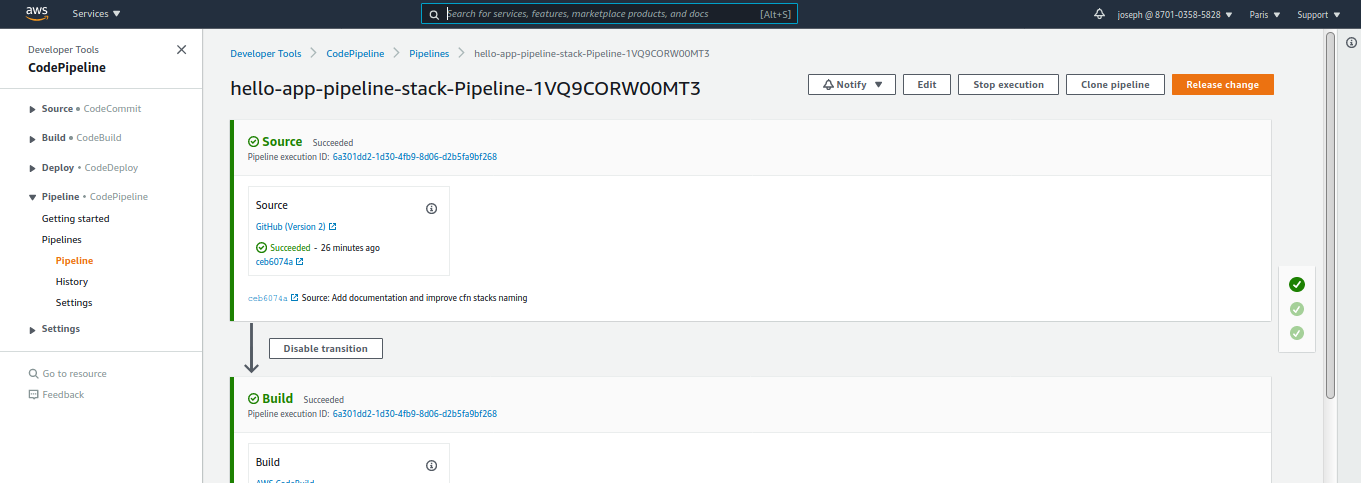 aws Services Search for services, features, marketplace products, and docs [Alt+S] joseph @ 8701-0358-5828 Paris Support
Developer Tools
CodePipeline
Source • CodeCommit
Build • CodeBuild
Deploy • CodeDeploy
Pipeline • CodePipeline
Getting started
Pipelines
Pipeline
History
Settings
Settings
Go to resource
Feedback
Developer Tools > CodePipeline > Pipelines > hello-app-pipeline-stack-Pipeline-1VQ9CORW00MT3
hello-app-pipeline-stack-Pipeline-1VQ9CORW00MT3
Notify Edit Stop execution Clone pipeline Release change
Source Succeeded
Pipeline execution ID: 6a301dd2-1d30-4fb9-8d06-d2b5fa9bf268
Source
GitHub (Version 2)
Succeeded - 26 minutes ago
ceb6074a
ceb6074a Source: Add documentation and improve cfn stacks naming
Disable transition
Build Succeeded
Pipeline execution ID: 6a301dd2-1d30-4fb9-8d06-d2b5fa9bf268
Build
AWS CodeBuild